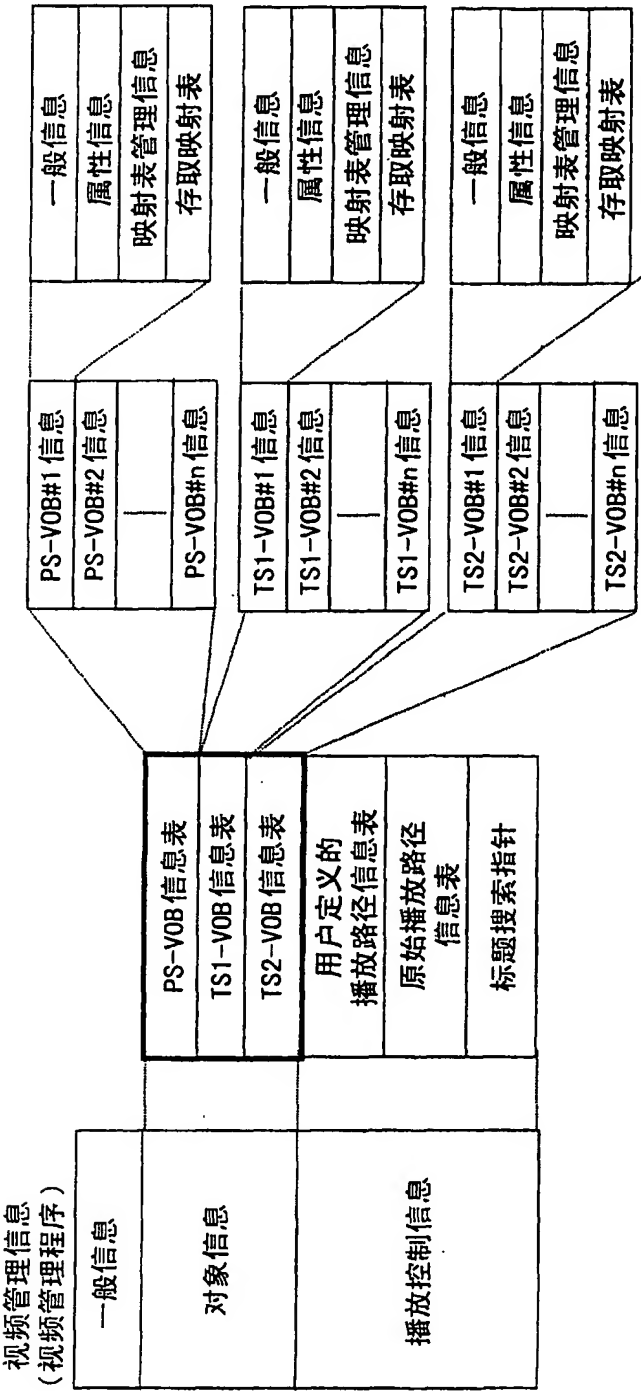 视频管理信息
(视频管理程序)
一般信息
对象信息
播放控制信息
PS-VOB信息表
TS1-VOB信息表
TS2-VOB信息表
用户定义的
播放路径信息表
原始播放路径
信息表
标题搜索指针
PS-VOB#1信息
PS-VOB#2信息
PS-VOB#n信息
TS1-VOB#1信息
TS1-VOB#2信息
TS1-VOB#n信息
TS2-VOB#1信息
TS2-VOB#2信息
TS2-VOB#n信息
一般信息
属性信息
映射表管理信息
存取映射表
一般信息
属性信息
映射表管理信息
存取映射表
一般信息
属性信息
映射表管理信息
存取映射表